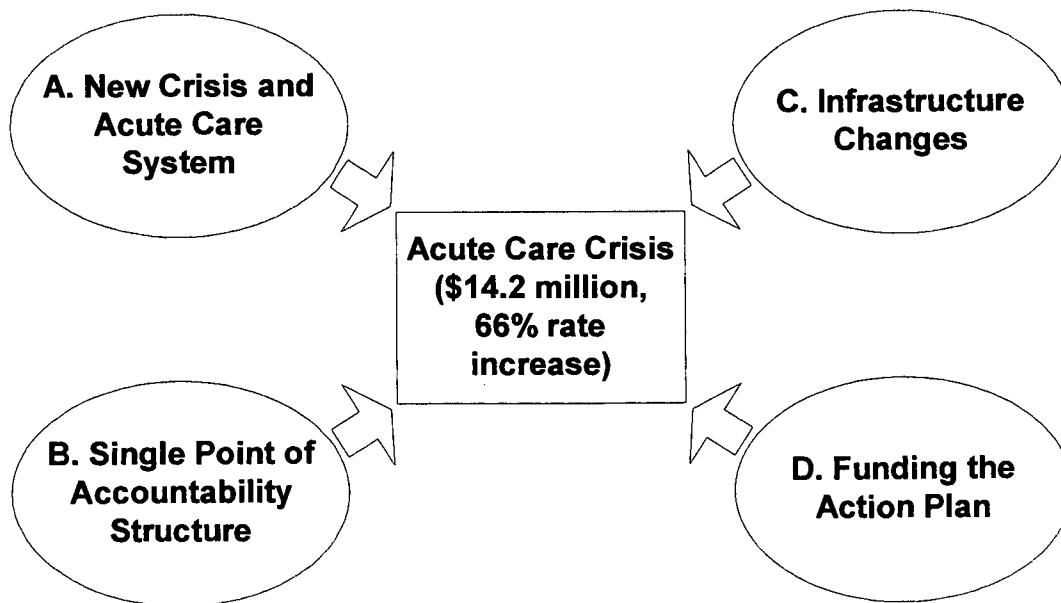 A. New Crisis and
Acute Care
System
C. Infrastructure
Changes
Acute Care Crisis
($14.2 million,
66% rate
increase)
B. Single Point of
Accountability
Structure
D. Funding the
Action Plan